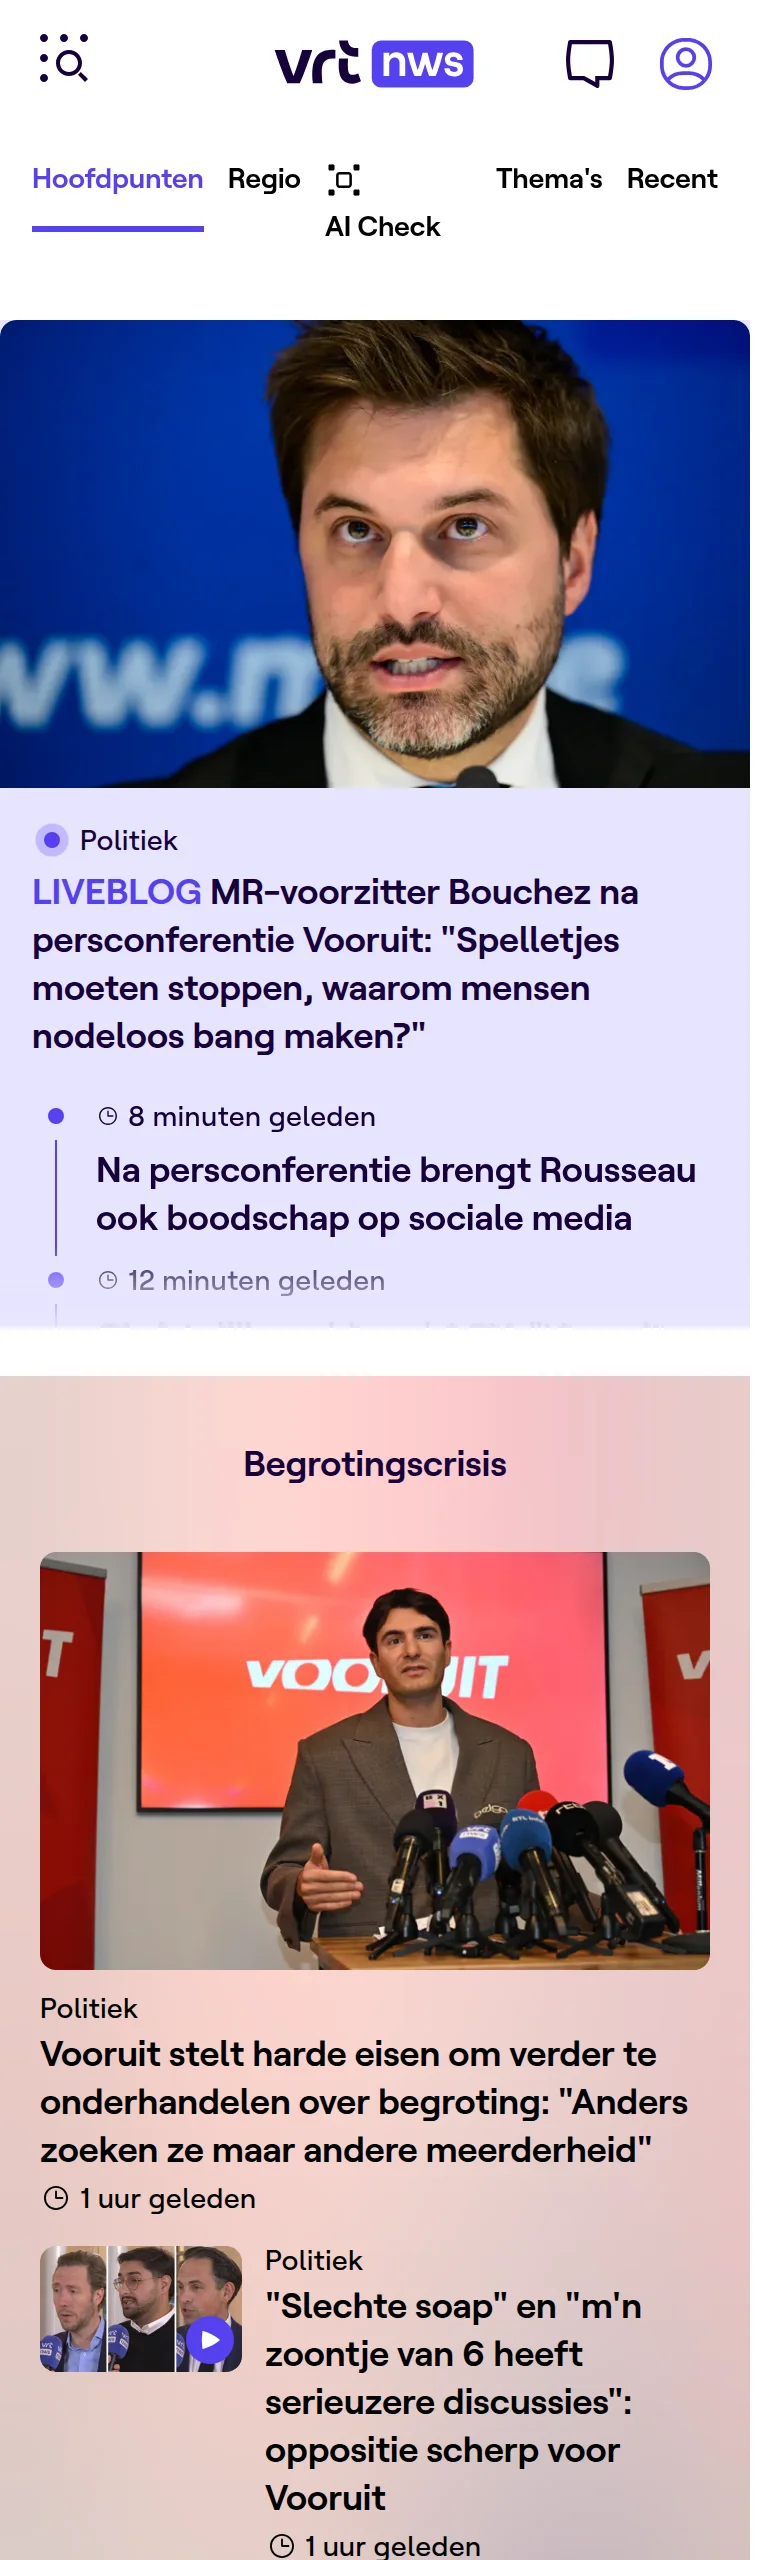 vrt nws
Hoofdpunten Regio AI Check Thema's Recent
www.m
Politiek
LIVEBLOG MR-voorzitter Bouchez na
persconferentie Vooruit: "Spelletjes
moeten stoppen, waarom mensen
nodeloos bang maken?"
8 minuten geleden
Na persconferentie brengt Rousseau
ook boodschap op sociale media
12 minuten geleden
Begrotingscrisis
Politiek
Vooruit stelt harde eisen om verder te
onderhandelen over begroting: "Anders
zoeken ze maar andere meerderheid"
1 uur geleden
Politiek
"Slechte soap" en "m'n
zoontje van 6 heeft
serieuzere discussies":
oppositie scherp voor
Vooruit
1 uur geleden